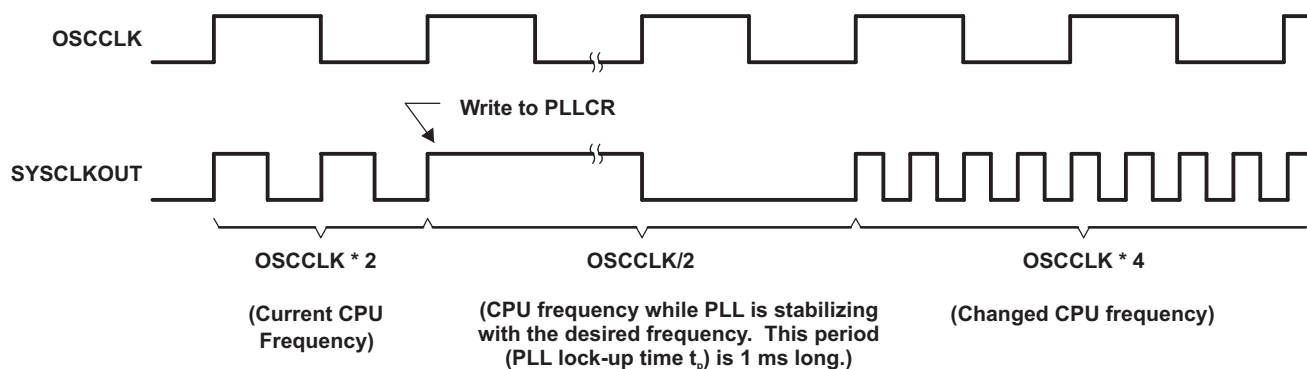 OSCCLK
Write to PLLCR
SYSCLKOUT
OSCCLK * 2
(Current CPU
Frequency)
OSCCLK/2
(CPU frequency while PLL is stabilizing
with the desired frequency. This period
(PLL lock-up time tp) is 1 ms long.)
OSCCLK * 4
(Changed CPU frequency)